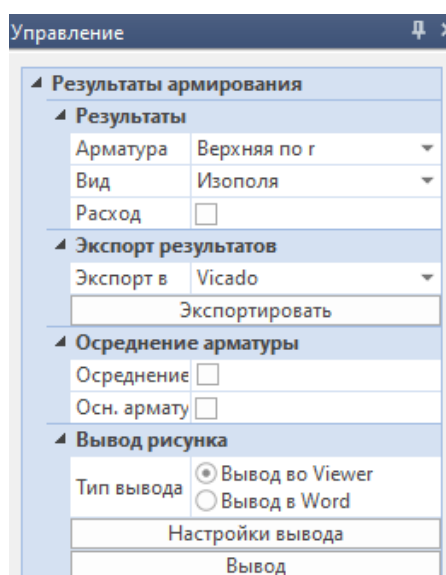 Управление
Результаты армирования
Результаты
Арматура Верхняя по r
Вид Изополя
Расход
Экспорт результатов
Экспорт в Vicado
Экспортировать
Осреднение арматуры
Осреднение
Осн. армату
Вывод рисунка
Тип вывода
Вывод во Viewer
Вывод в Word
Настройки вывода
Вывод